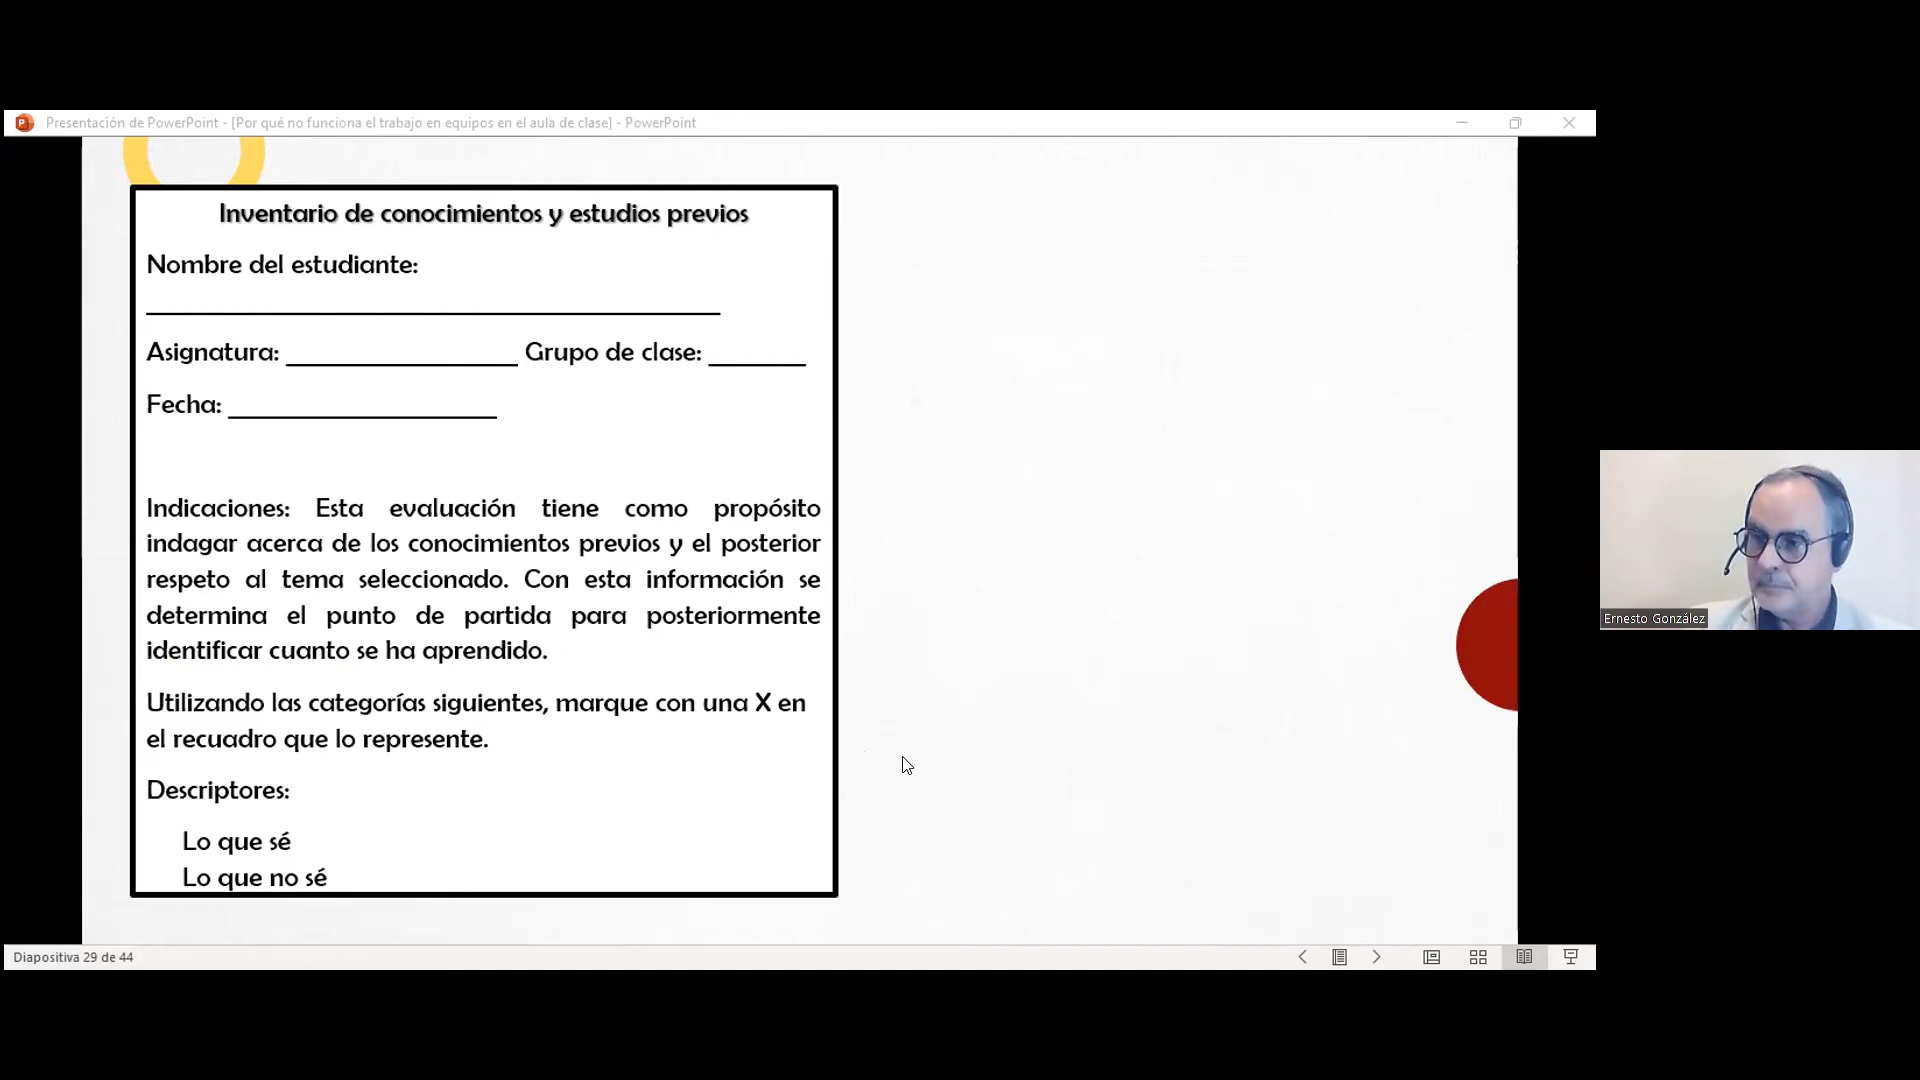 Presentación de PowerPoint - [Por qué no funciona el trabajo en equipos en el aula de clase] - PowerPoint
Inventario de conocimientos y estudios previos
Nombre del estudiante:
Asignatura: ________________ Grupo de clase: _______
Fecha: ___________________
Indicaciones: Esta evaluación tiene como propósito
indagar acerca de los conocimientos previos y el posterior
respeto al tema seleccionado. Con esta información se
determina el punto de partida para posteriormente
identificar cuanto se ha aprendido.
Utilizando las categorías siguientes, marque con una X en
el recuadro que lo represente.
Descriptores:
Lo que sé
Lo que no sé
Ernesto González
Diapositiva 29 de 44